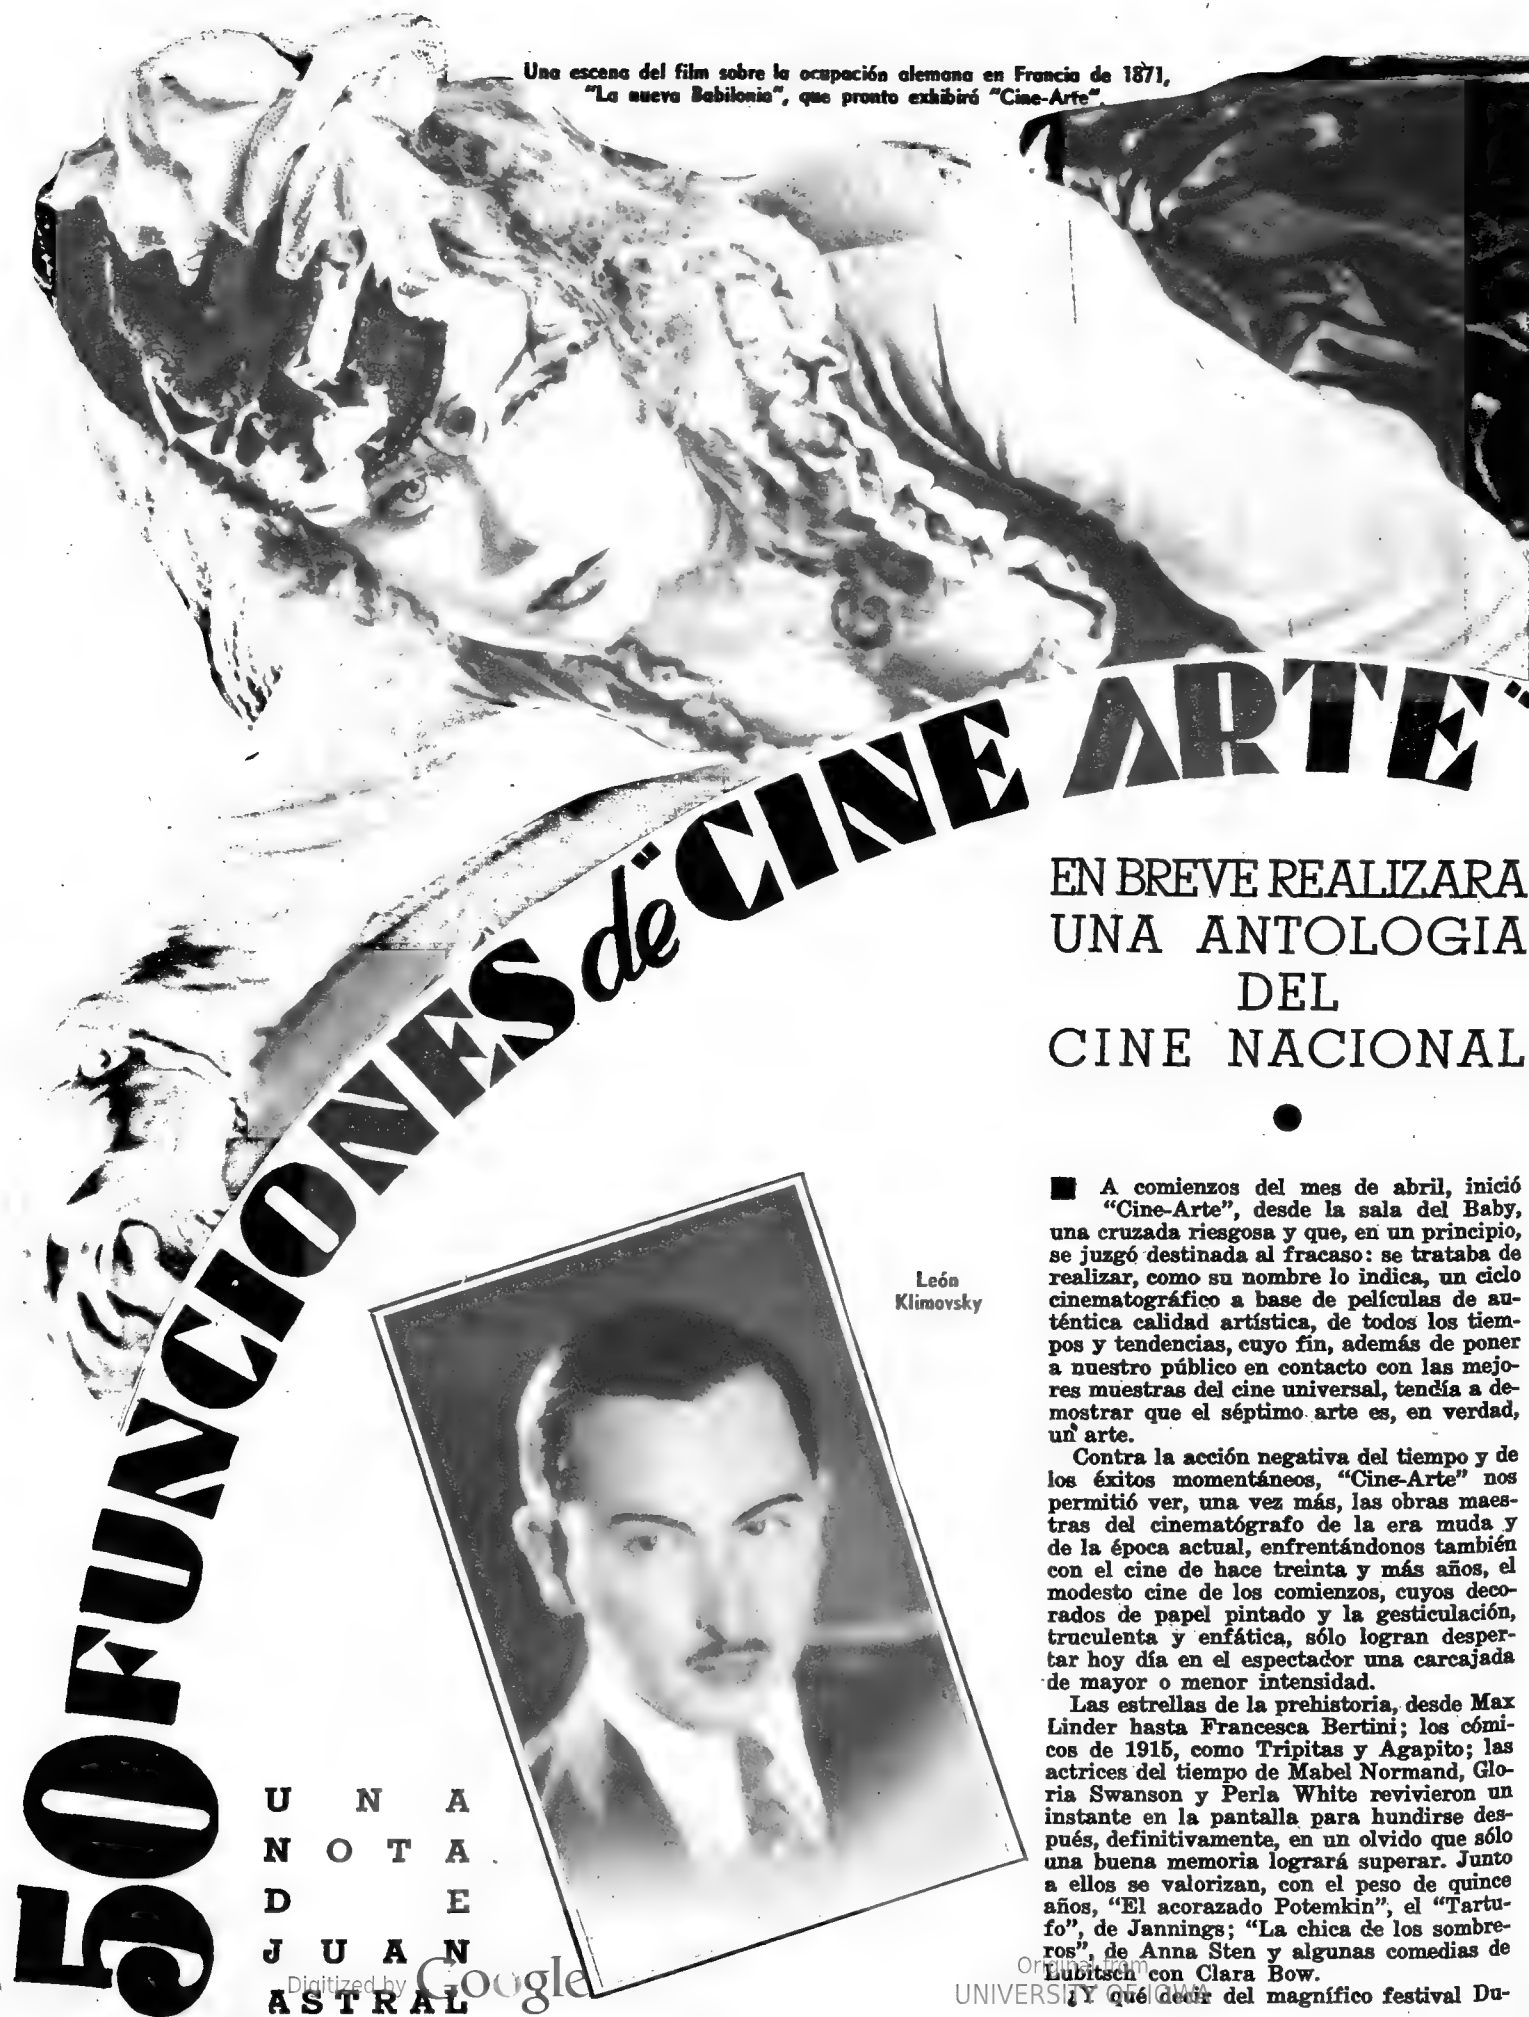 Una escena del film sobre la ocupación alemana en Francia de 1871,
"La nueva Babilonia", que pronto exhibirá "Cine-Arte".
50 FUNCIONES de "CINE ARTE"
EN BREVE REALIZARA
UNA ANTOLOGIA
DEL
CINE NACIONAL
A comienzos del mes de abril, inició
"Cine-Arte", desde la sala del Baby,
una cruzada riesgosa y que, en un principio,
se juzgó destinada al fracaso: se trataba de
realizar, como su nombre lo indica, un ciclo
cinematográfico a base de películas de au-
téntica calidad artística, de todos los tiem-
pos y tendencias, cuyo fin, además de poner
a nuestro público en contacto con las mejo-
res muestras del cine universal, tendía a de-
mostrar que el séptimo arte es, en verdad,
un arte.
Contra la acción negativa del tiempo y de
los éxitos momentáneos, "Cine-Arte" nos
permitió ver, una vez más, las obras maes-
tras del cinematógrafo de la era muda y
de la época actual, enfrentándonos también
con el cine de hace treinta y más años, el
modesto cine de los comienzos, cuyos deco-
rados de papel pintado y la gesticulación,
truculenta y enfática, sólo logran desper-
tar hoy día en el espectador una carcajada
de mayor o menor intensidad.
Las estrellas de la prehistoria, desde Max
Linder hasta Francesca Bertini; los cómi-
cos de 1915, como Tripitas y Agapito; las
actrices del tiempo de Mabel Normand, Glo-
ria Swanson y Perla White revivieron un
instante en la pantalla para hundirse des-
pués, definitivamente, en un olvido que sólo
una buena memoria logrará superar. Junto
a ellos se valorizan, con el peso de quince
años, "El acorazado Potemkin", el "Tartu-
fo", de Jannings; "La chica de los sombre-
ros", de Anna Sten y algunas comedias de
Lubitsch con Clara Bow.
¿Y qué decir del magnífico festival Du-
León
Klimovsky
UNA
NOTA
DE
JUAN
ASTRAL
Digitized by Google
Original from
UNIVERSITY OF IOWA